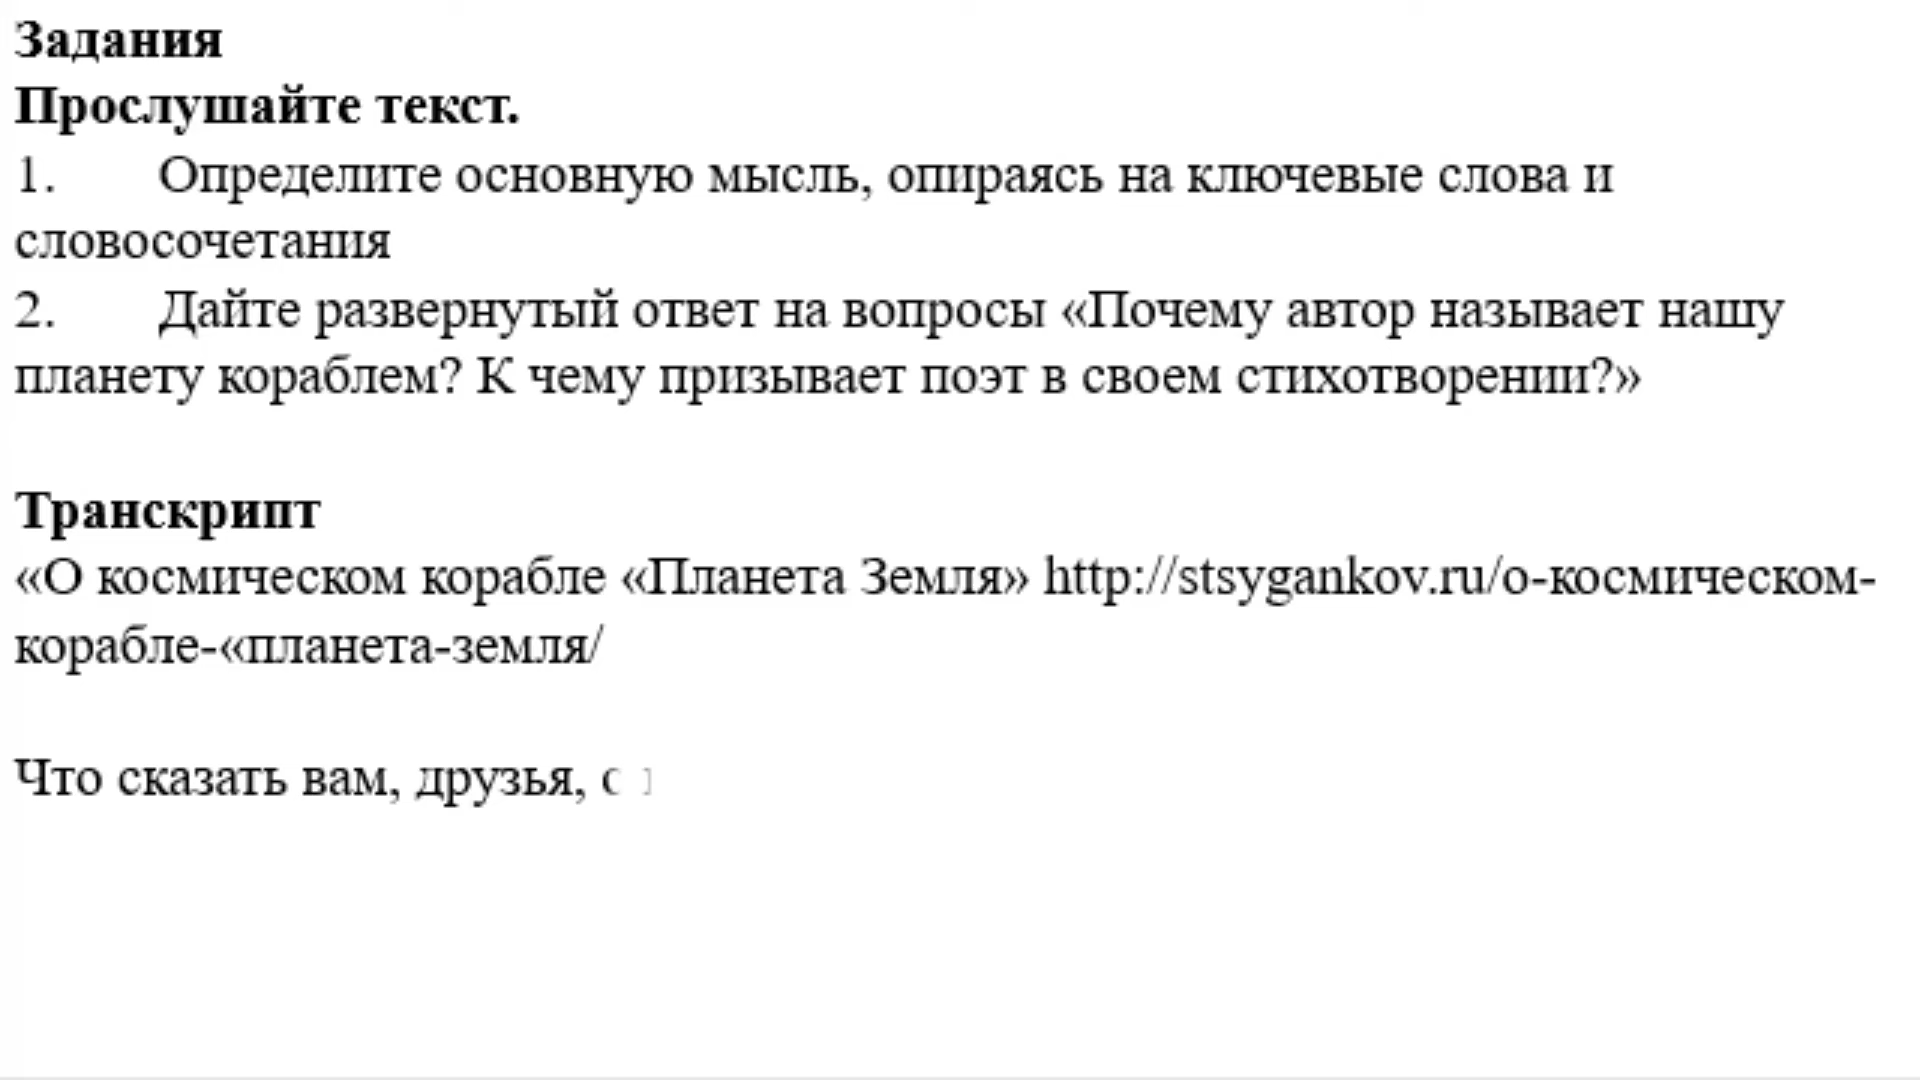 Задания
Прослушайте текст.
1. Определите основную мысль, опираясь на ключевые слова и
словосочетания
2. Дайте развернутый ответ на вопросы «Почему автор называет нашу
планету кораблем? К чему призывает поэт в своем стихотворении?»
Транскрипт
«О космическом корабле «Планета Земля» http://stsygankov.ru/о-космическом-
корабле-«планета-земля/
Что сказать вам, друзья,